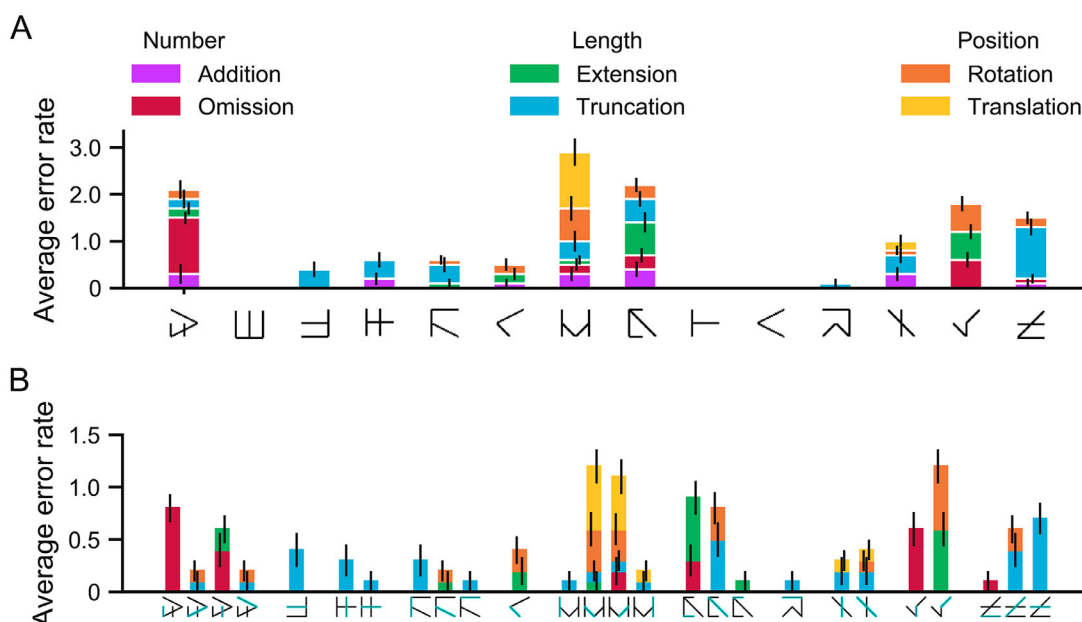 A
Number Length Position
Addition Extension Rotation
Omission Truncation Translation
Average error rate
3.0
2.0
1.0
0
B
Average error rate
1.5
1.0
0.5
0